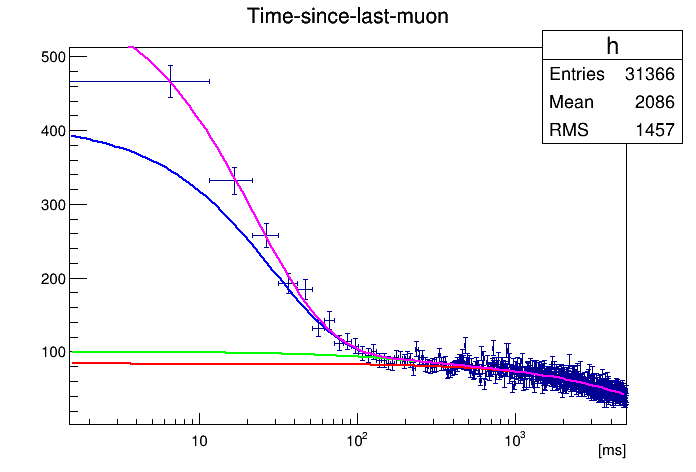 Time-since-last-muon
h
Entries 31366
Mean 2086
RMS 1457
500
400
300
200
100
10
10²
10³
[ms]